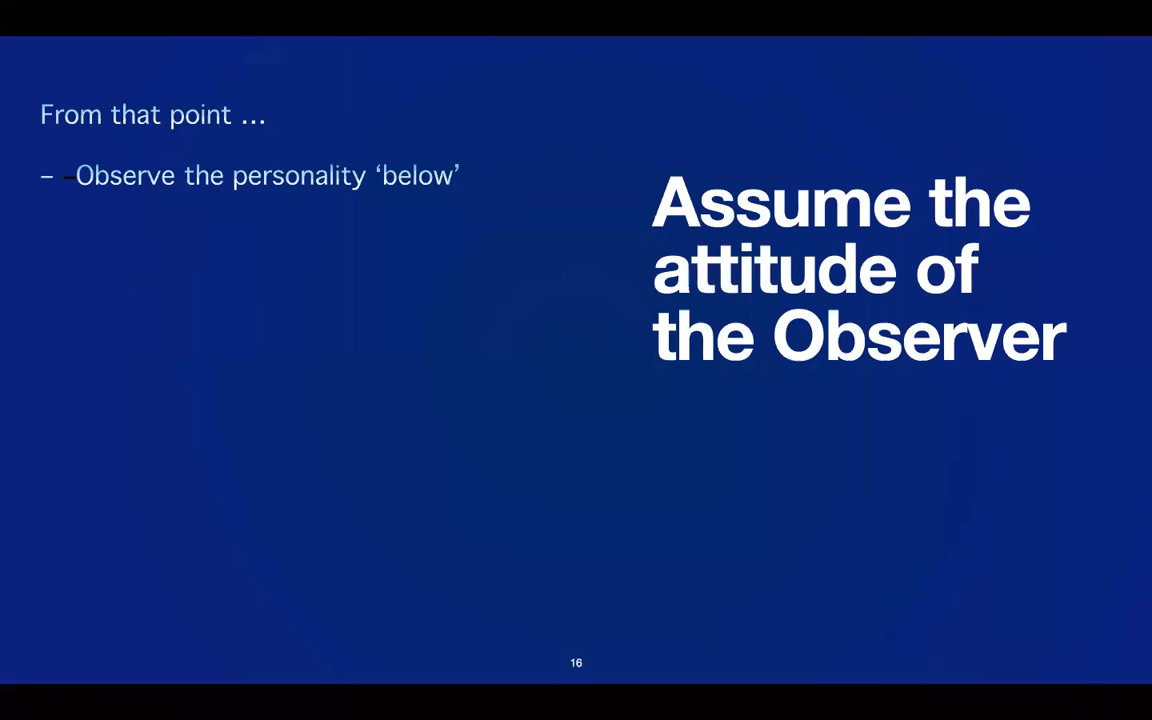 From that point …
– –Observe the personality ‘below’
Assume the
attitude of
the Observer
16